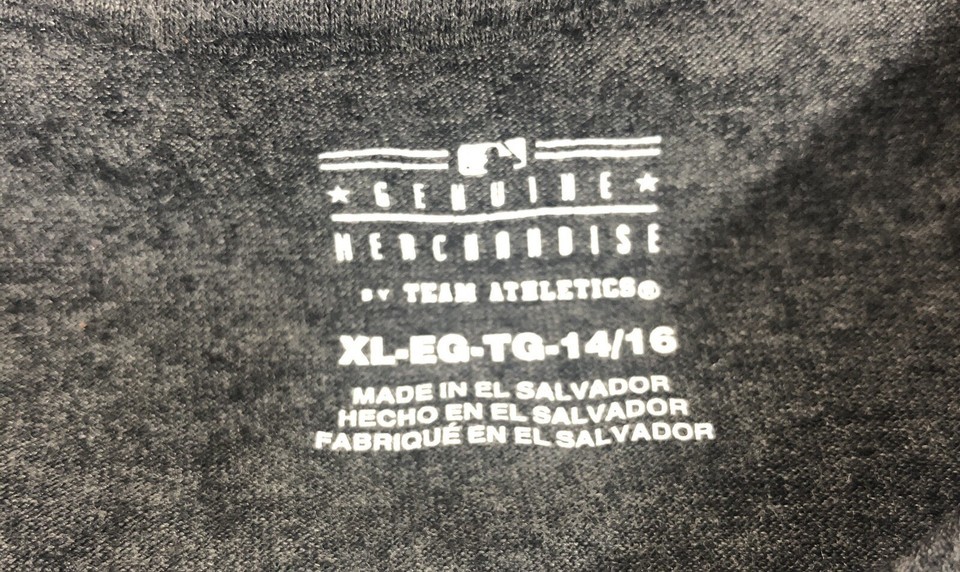 ★ GENUINE ★
MERCHANDISE
BY TEAM ATHLETICS®
XL-EG-TG-14/16
MADE IN EL SALVADOR
HECHO EN EL SALVADOR
FABRIQUÉ EN EL SALVADOR